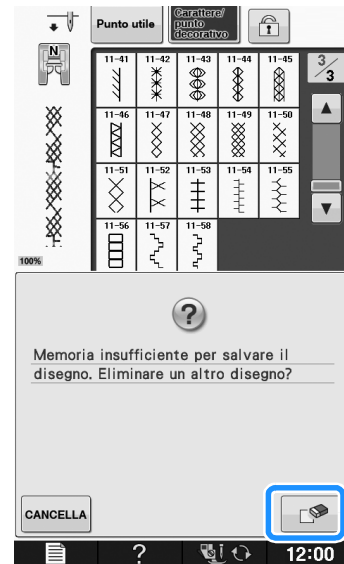 N
Punto utile
Carattere/
punto
decorativo
11-41 11-42 11-43 11-44 11-45
3/3
11-46 11-47 11-48 11-49 11-50
11-51 11-52 11-53 11-54 11-55
11-56 11-57 11-58
100%
?
Memoria insufficiente per salvare il
disegno. Eliminare un altro disegno?
CANCELLA
? 12:00